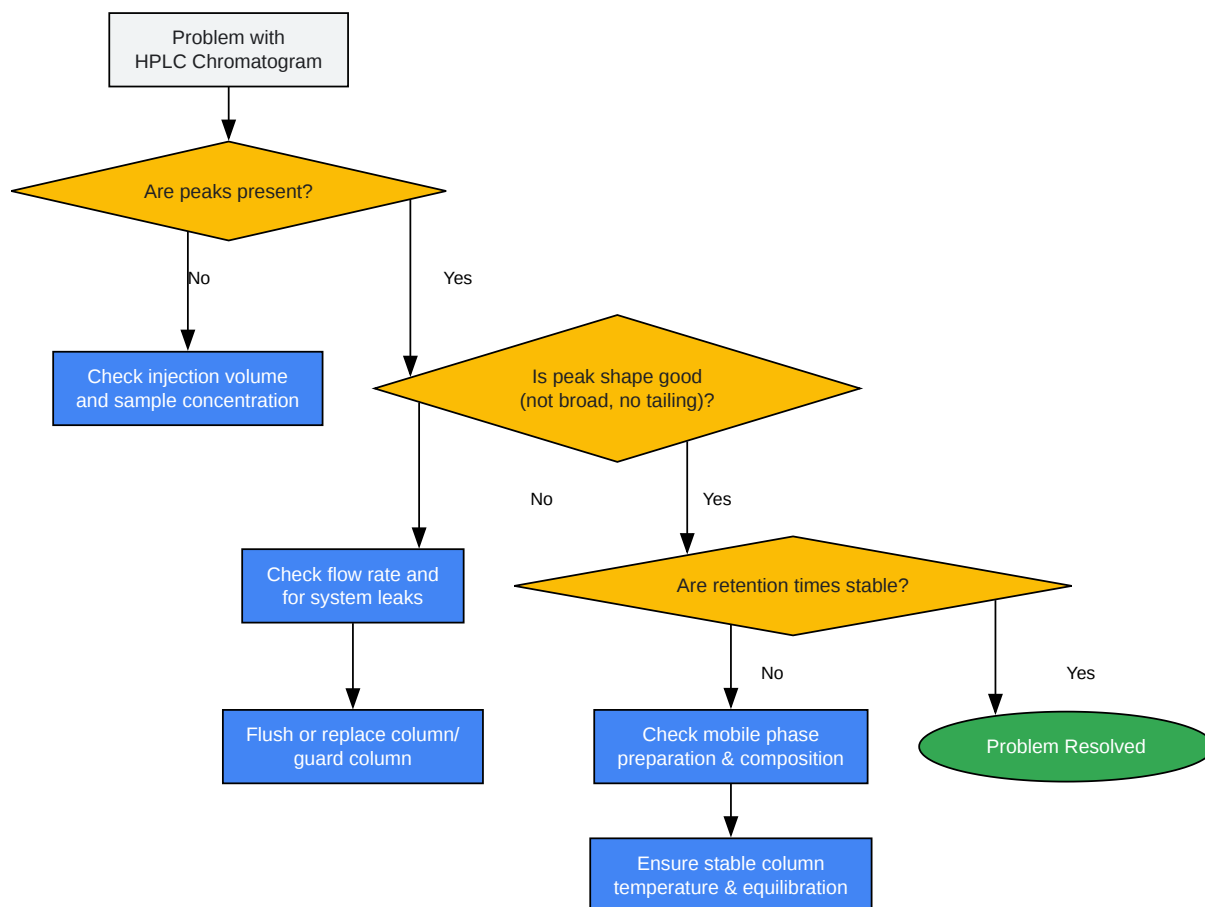 Problem with
HPLC Chromatogram
Are peaks present?
No
Yes
Check injection volume
and sample concentration
Is peak shape good
(not broad, no tailing)?
No
Yes
Check flow rate and
for system leaks
Are retention times stable?
No
Yes
Flush or replace column/
guard column
Check mobile phase
preparation & composition
Problem Resolved
Ensure stable column
temperature & equilibration